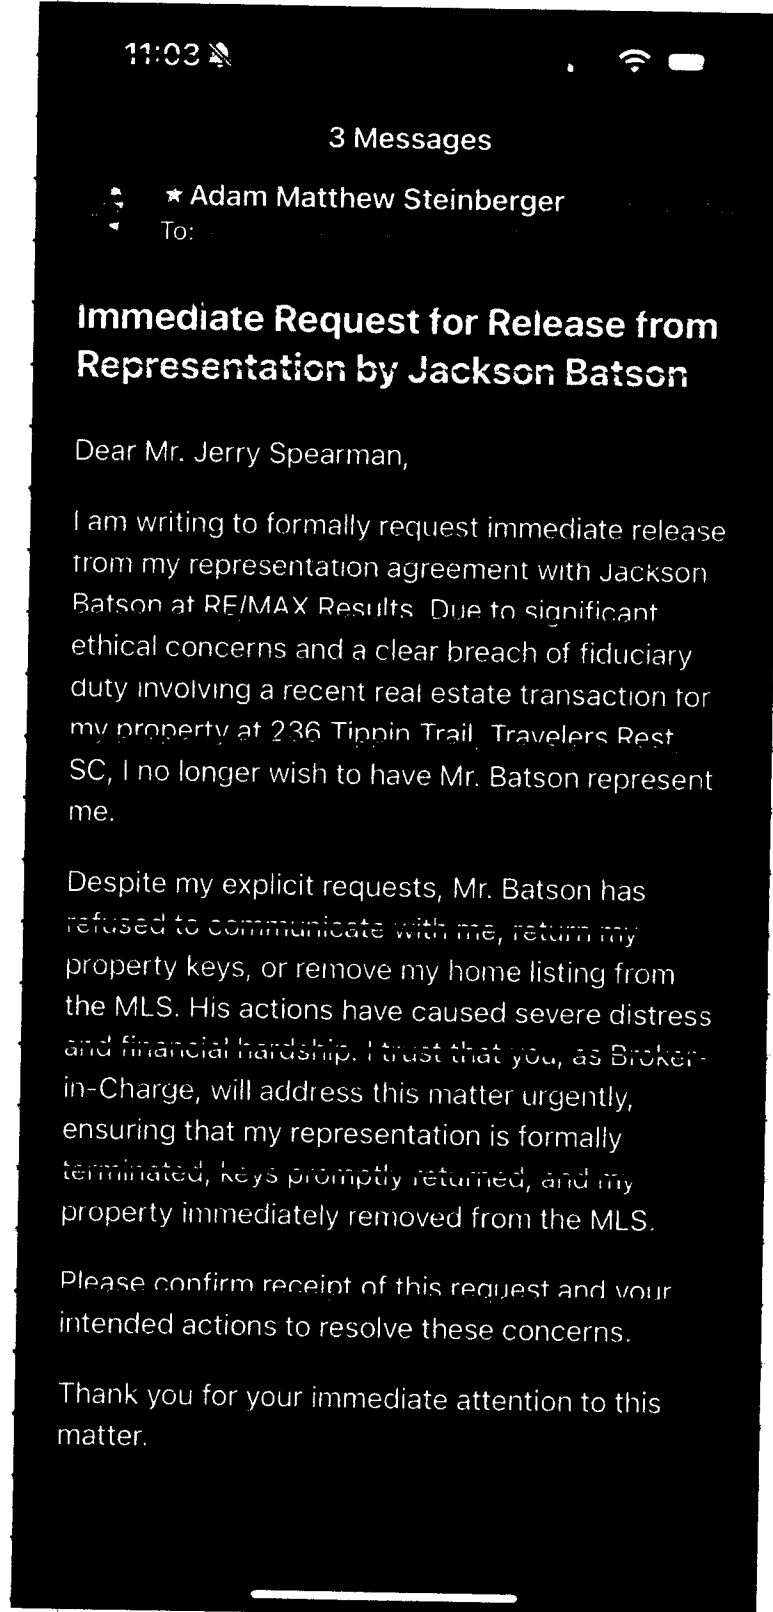 11:03
3 Messages
★ Adam Matthew Steinberger
To:
Immediate Request for Release from
Representation by Jackson Batson
Dear Mr. Jerry Spearman,
I am writing to formally request immediate release
from my representation agreement with Jackson
Batson at RE/MAX Results. Due to significant
ethical concerns and a clear breach of fiduciary
duty involving a recent real estate transaction for
my property at 236 Tippin Trail, Travelers Rest,
SC, I no longer wish to have Mr. Batson represent
me.
Despite my explicit requests, Mr. Batson has
refused to communicate with me, return my
property keys, or remove my home listing from
the MLS. His actions have caused severe distress
and financial hardship. I trust that you, as Broker-
in-Charge, will address this matter urgently,
ensuring that my representation is formally
terminated, keys promptly returned, and my
property immediately removed from the MLS.
Please confirm receipt of this request and your
intended actions to resolve these concerns.
Thank you for your immediate attention to this
matter.